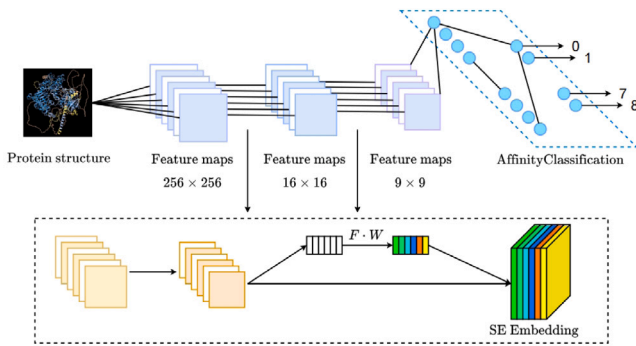 0
1
7
8
Protein structure
Feature maps
256 × 256
Feature maps
16 × 16
Feature maps
9 × 9
AffinityClassification
F · W
SE Embedding